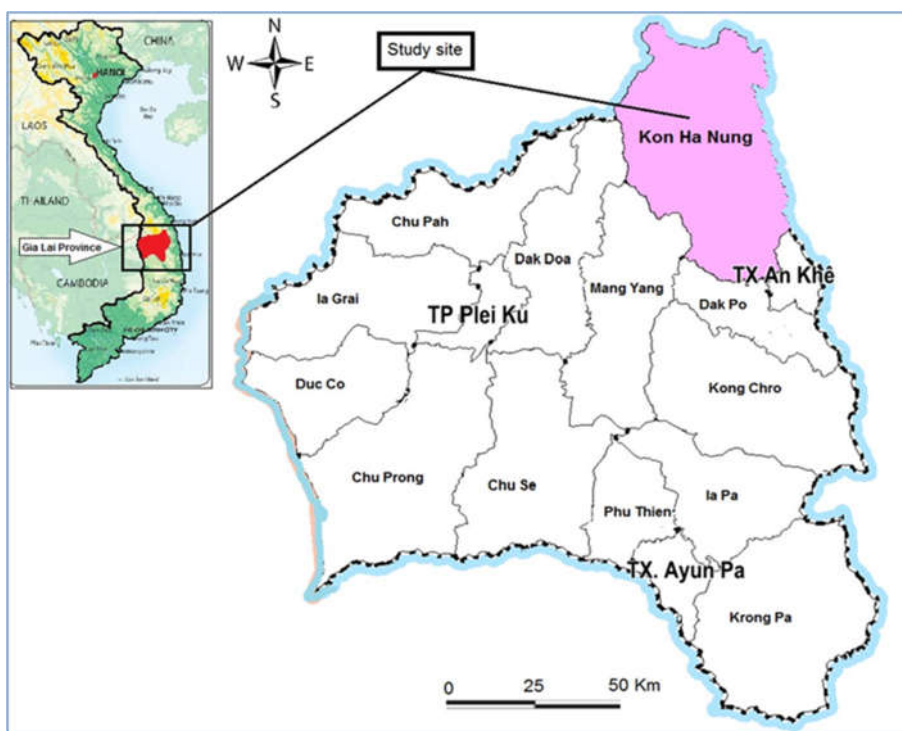 CHINA
HANOI
LAOS
THAILAND
Gia Lai Province
CAMBODIA
N
W E
S
Study site
Kon Ha Nung
Chu Pah
Dak Doa
TX An Khê
Ia Grai
Mang Yang
Dak Po
TP Plei Ku
Duc Co
Kong Chro
Chu Prong
Chu Se
Ia Pa
Phu Thien
TX. Ayun Pa
Krong Pa
0 25 50 Km